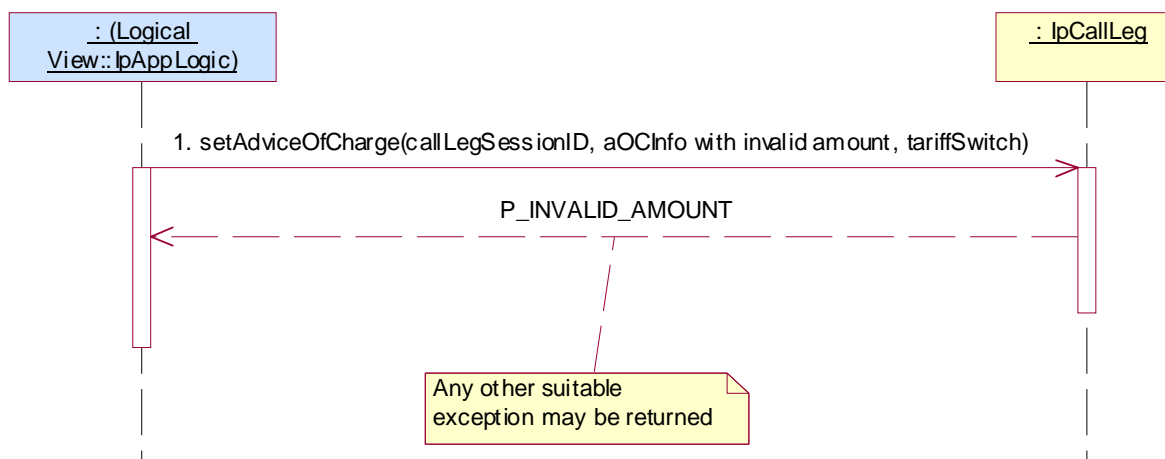 : (Logical
View::IpAppLogic)
: IpCallLeg
1. setAdviceOfCharge(callLegSessionID, aOCInfo with invalid amount, tariffSwitch)
P_INVALID_AMOUNT
Any other suitable
exception may be returned